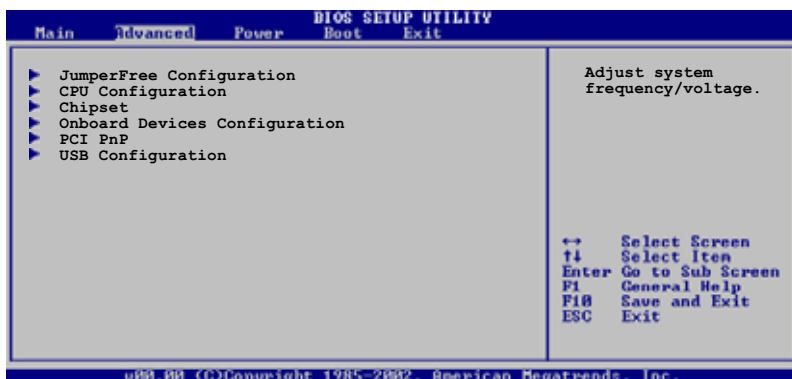 BIOS SETUP UTILITY
Main Advanced Power Boot Exit
JumperFree Configuration
CPU Configuration
Chipset
Onboard Devices Configuration
PCI PnP
USB Configuration
Adjust system
frequency/voltage.
↔ Select Screen
↑↓ Select Item
Enter Go to Sub Screen
F1 General Help
F10 Save and Exit
ESC Exit
v00.00 (C)Copyright 1985-2002, American Megatrends, Inc.